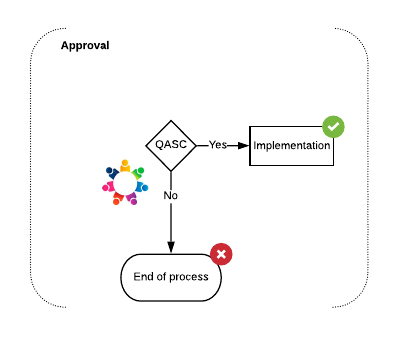 Approval
QASC
Yes
Implementation
No
End of process